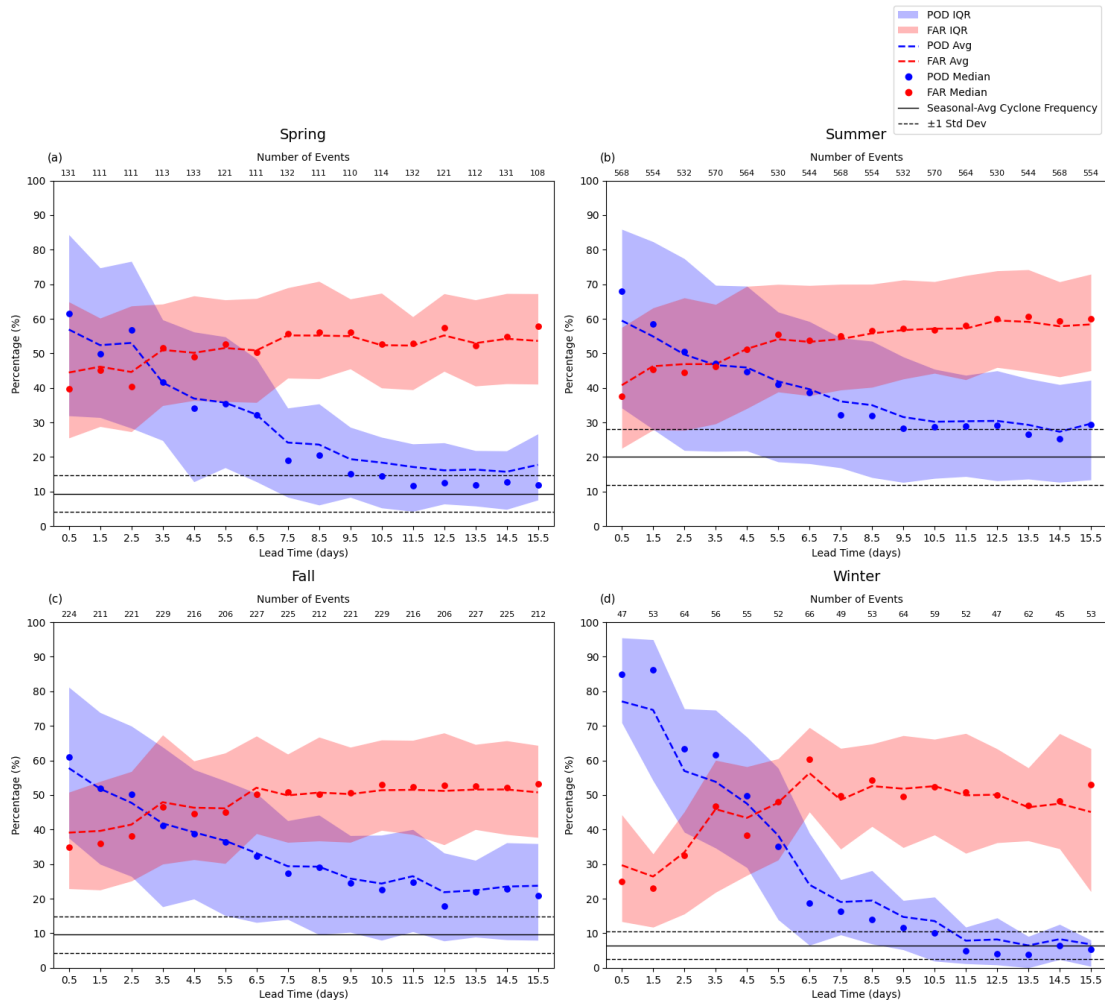 POD IQR
FAR IQR
POD Avg
FAR Avg
POD Median
FAR Median
Seasonal-Avg Cyclone Frequency
±1 Std Dev
Spring
(a)
Number of Events
131 111 111 113 133 121 111 132 111 110 114 132 121 112 131 108
100
90
80
70
60
50
40
30
20
10
0
Percentage (%)
0.5 1.5 2.5 3.5 4.5 5.5 6.5 7.5 8.5 9.5 10.5 11.5 12.5 13.5 14.5 15.5
Lead Time (days)
Summer
(b)
Number of Events
568 554 532 570 564 530 544 568 554 532 570 564 530 544 568 554
100
90
80
70
60
50
40
30
20
10
0
Percentage (%)
0.5 1.5 2.5 3.5 4.5 5.5 6.5 7.5 8.5 9.5 10.5 11.5 12.5 13.5 14.5 15.5
Lead Time (days)
Fall
(c)
Number of Events
224 211 221 229 216 206 227 225 212 221 229 216 206 227 225 212
100
90
80
70
60
50
40
30
20
10
0
Percentage (%)
0.5 1.5 2.5 3.5 4.5 5.5 6.5 7.5 8.5 9.5 10.5 11.5 12.5 13.5 14.5 15.5
Lead Time (days)
Winter
(d)
Number of Events
47 53 64 56 55 52 66 49 53 64 59 52 47 62 45 53
100
90
80
70
60
50
40
30
20
10
0
Percentage (%)
0.5 1.5 2.5 3.5 4.5 5.5 6.5 7.5 8.5 9.5 10.5 11.5 12.5 13.5 14.5 15.5
Lead Time (days)